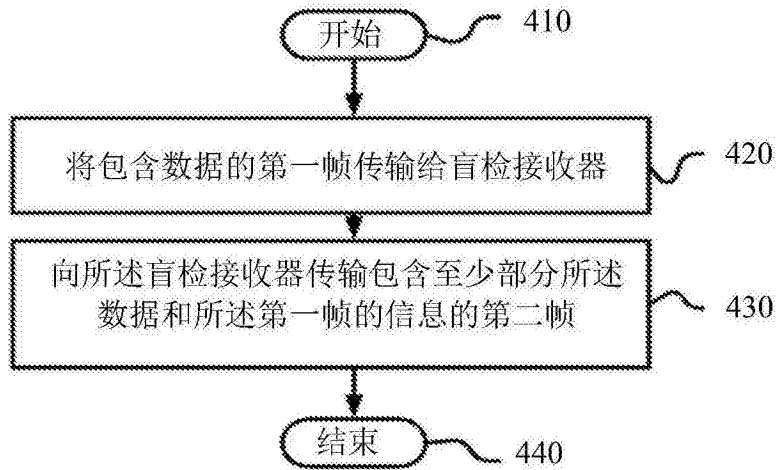 开始
410
将包含数据的第一帧传输给盲检接收器
420
向所述盲检接收器传输包含至少部分所述
数据和所述第一帧的信息的第二帧
430
结束
440